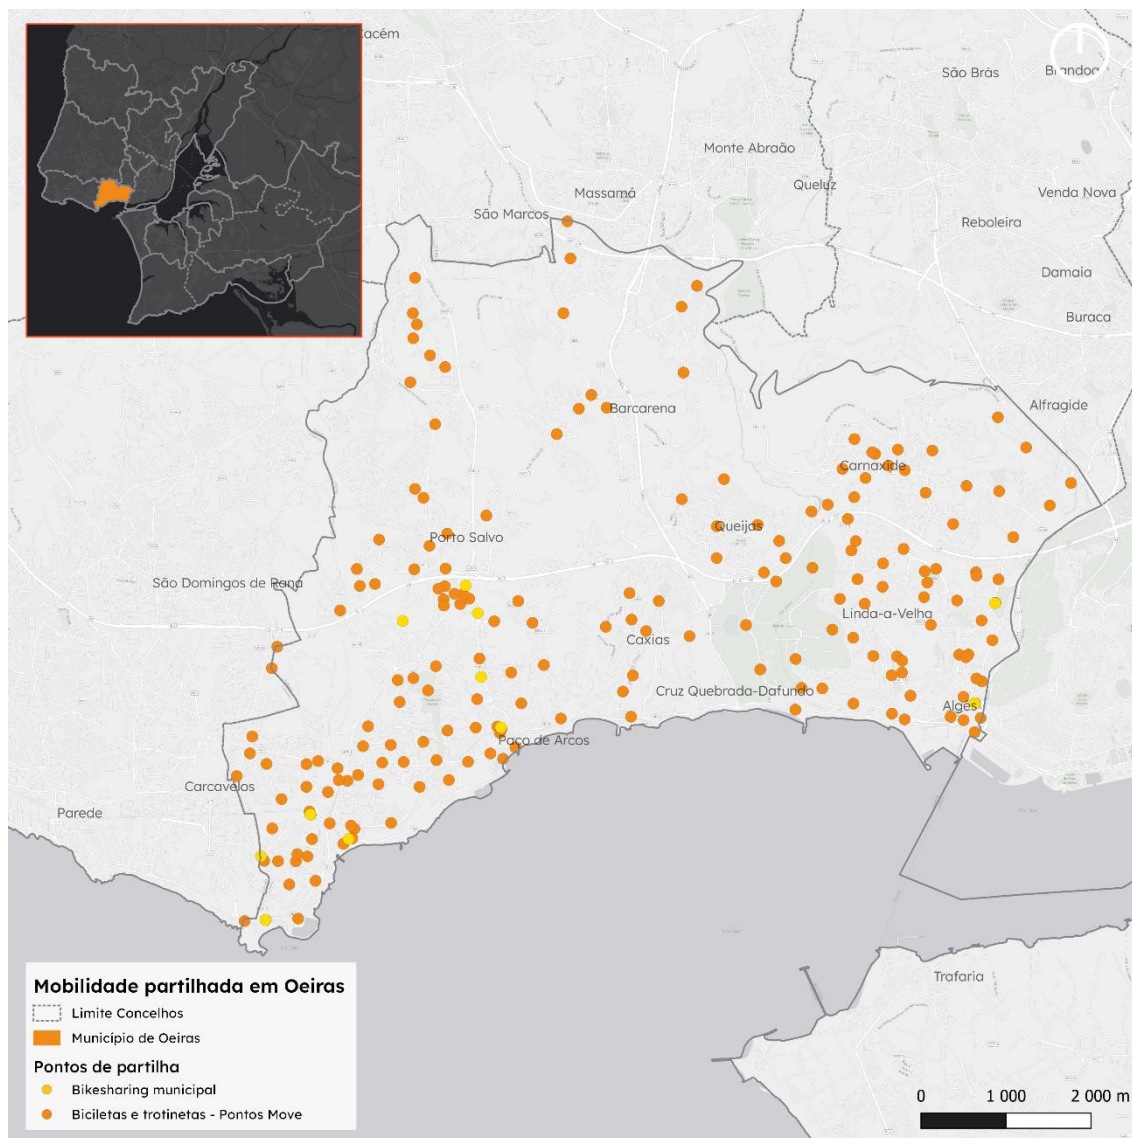 Cacém
São Brás
Brandoa
Monte Abraão
Massamá
Queluz
Venda Nova
São Marcos
Reboleira
Damaia
Buraca
Alfragide
Barcarena
Carnaxide
Queijas
Porto Salvo
São Domingos de Rana
Linda-a-Velha
Caxias
Cruz Quebrada-Dafundo
Algés
Paço de Arcos
Carcavelos
Parede
Trafaria
Mobilidade partilhada em Oeiras
Limite Concelhos
Município de Oeiras
Pontos de partilha
Bikesharing municipal
Biciletas e trotinetas - Pontos Move
0 1 000 2 000 m